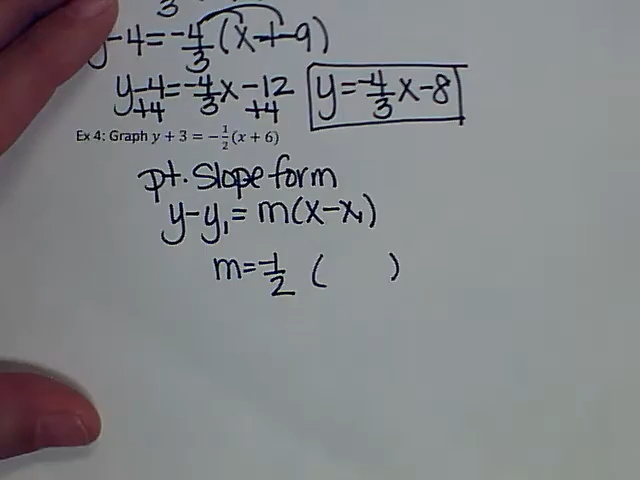 3
y-4=-4/3(x+9)
y-4=-4/3x-12
+4 +4
y=-4/3x-8
Ex 4: Graph y + 3 = -1/2(x + 6)
pt. Slope form
y-y₁=m(x-x₁)
m=-1/2 ( )